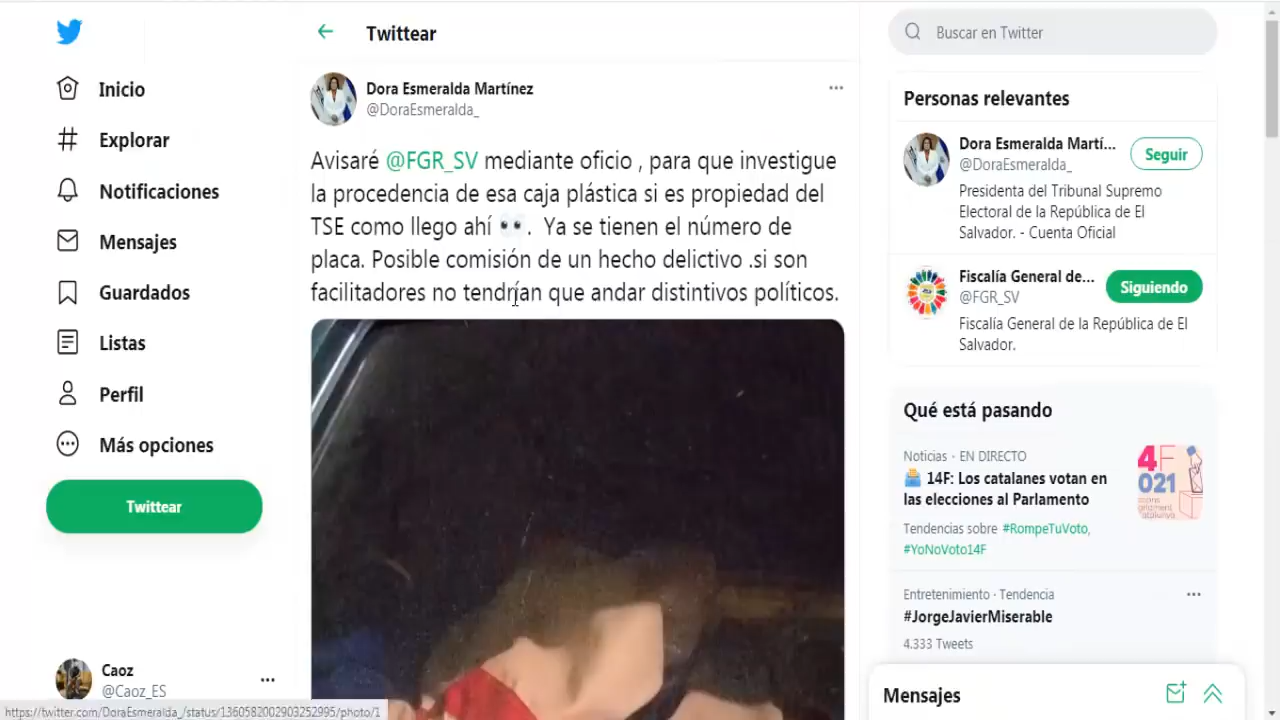 Inicio
Explorar
Notificaciones
Mensajes
Guardados
Listas
Perfil
Más opciones
Twittear
Caoz
@Caoz_ES
https://twitter.com/DoraEsmeralda_/status/1360582002903252995/photo/1
Twittear
Dora Esmeralda Martínez
@DoraEsmeralda_
Avisaré @FGR_SV mediante oficio , para que investigue
la procedencia de esa caja plástica si es propiedad del
TSE como llego ahí 👀. Ya se tienen el número de
placa. Posible comisión de un hecho delictivo .si son
facilitadores no tendrían que andar distintivos políticos.
Buscar en Twitter
Personas relevantes
Dora Esmeralda Martí...
@DoraEsmeralda_
Seguir
Presidenta del Tribunal Supremo
Electoral de la República de El
Salvador. - Cuenta Oficial
Fiscalía General de...
@FGR_SV
Siguiendo
Fiscalía General de la República de El
Salvador.
Qué está pasando
Noticias · EN DIRECTO
🗳️ 14F: Los catalanes votan en
las elecciones al Parlamento
4F
021
Tendencias sobre #RompeTuVoto,
#YoNoVoto14F
Entretenimiento · Tendencia
#JorgeJavierMiserable
4.333 Tweets
Mensajes